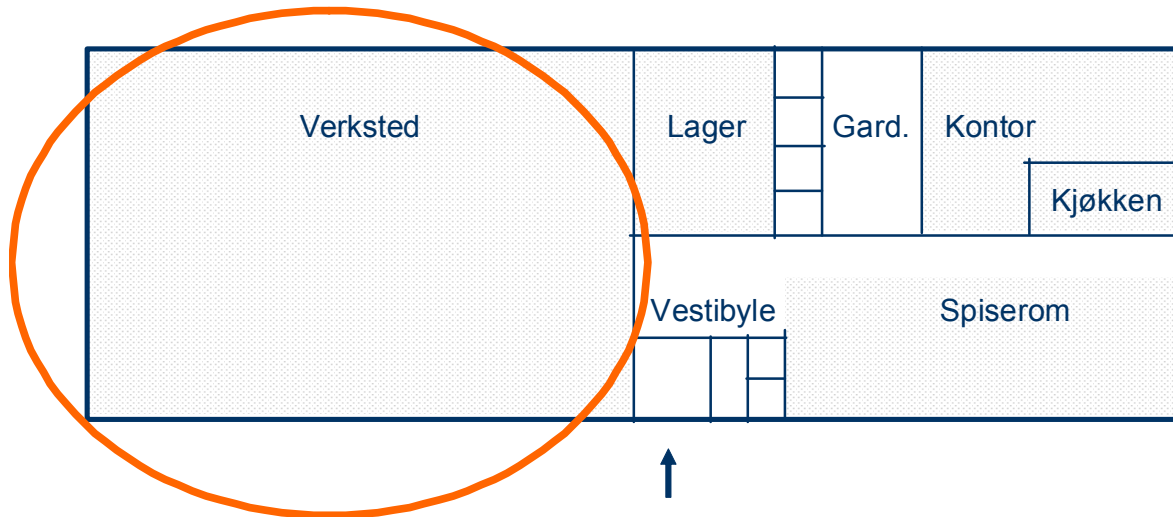 Verksted
Lager
Gard.
Kontor
Kjøkken
Vestibyle
Spiserom